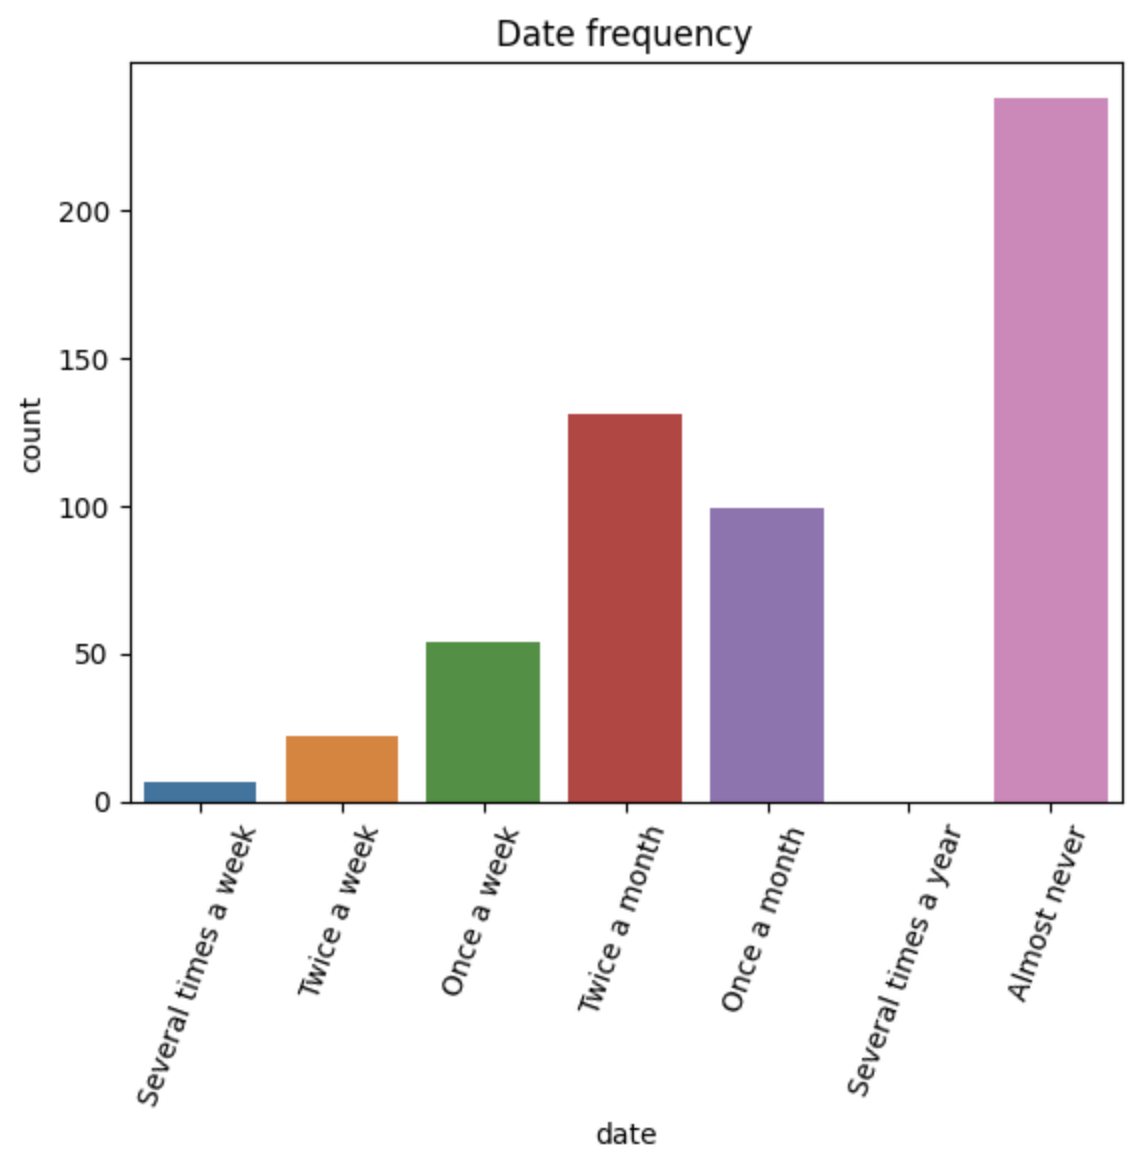 Date frequency
count
200
150
100
50
0
Several times a week
Twice a week
Once a week
Twice a month
Once a month
Several times a year
Almost never
date